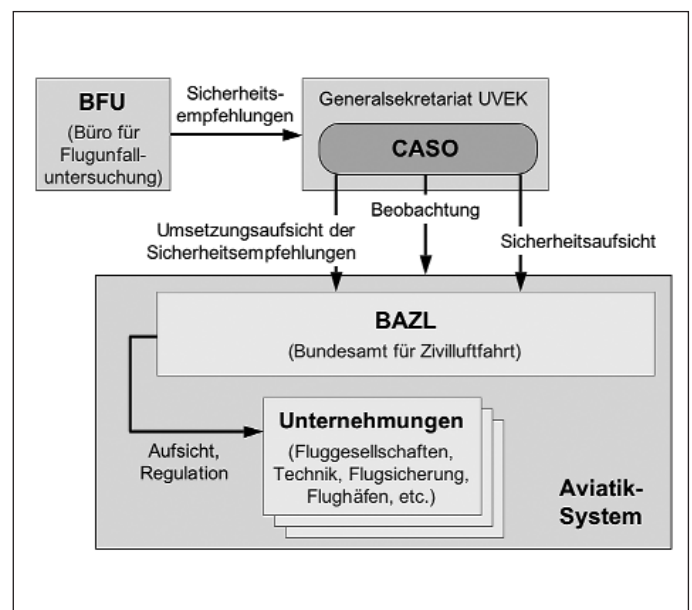 BFU
(Büro für
Flugunfall-
untersuchung)
Sicherheits-
empfehlungen
Generalsekretariat UVEK
CASO
Umsetzungsaufsicht der
Sicherheitsempfehlungen
Beobachtung
Sicherheitsaufsicht
BAZL
(Bundesamt für Zivilluftfahrt)
Aufsicht,
Regulation
Unternehmungen
(Fluggesellschaften,
Technik, Flugsicherung,
Flughäfen, etc.)
Aviatik-
System